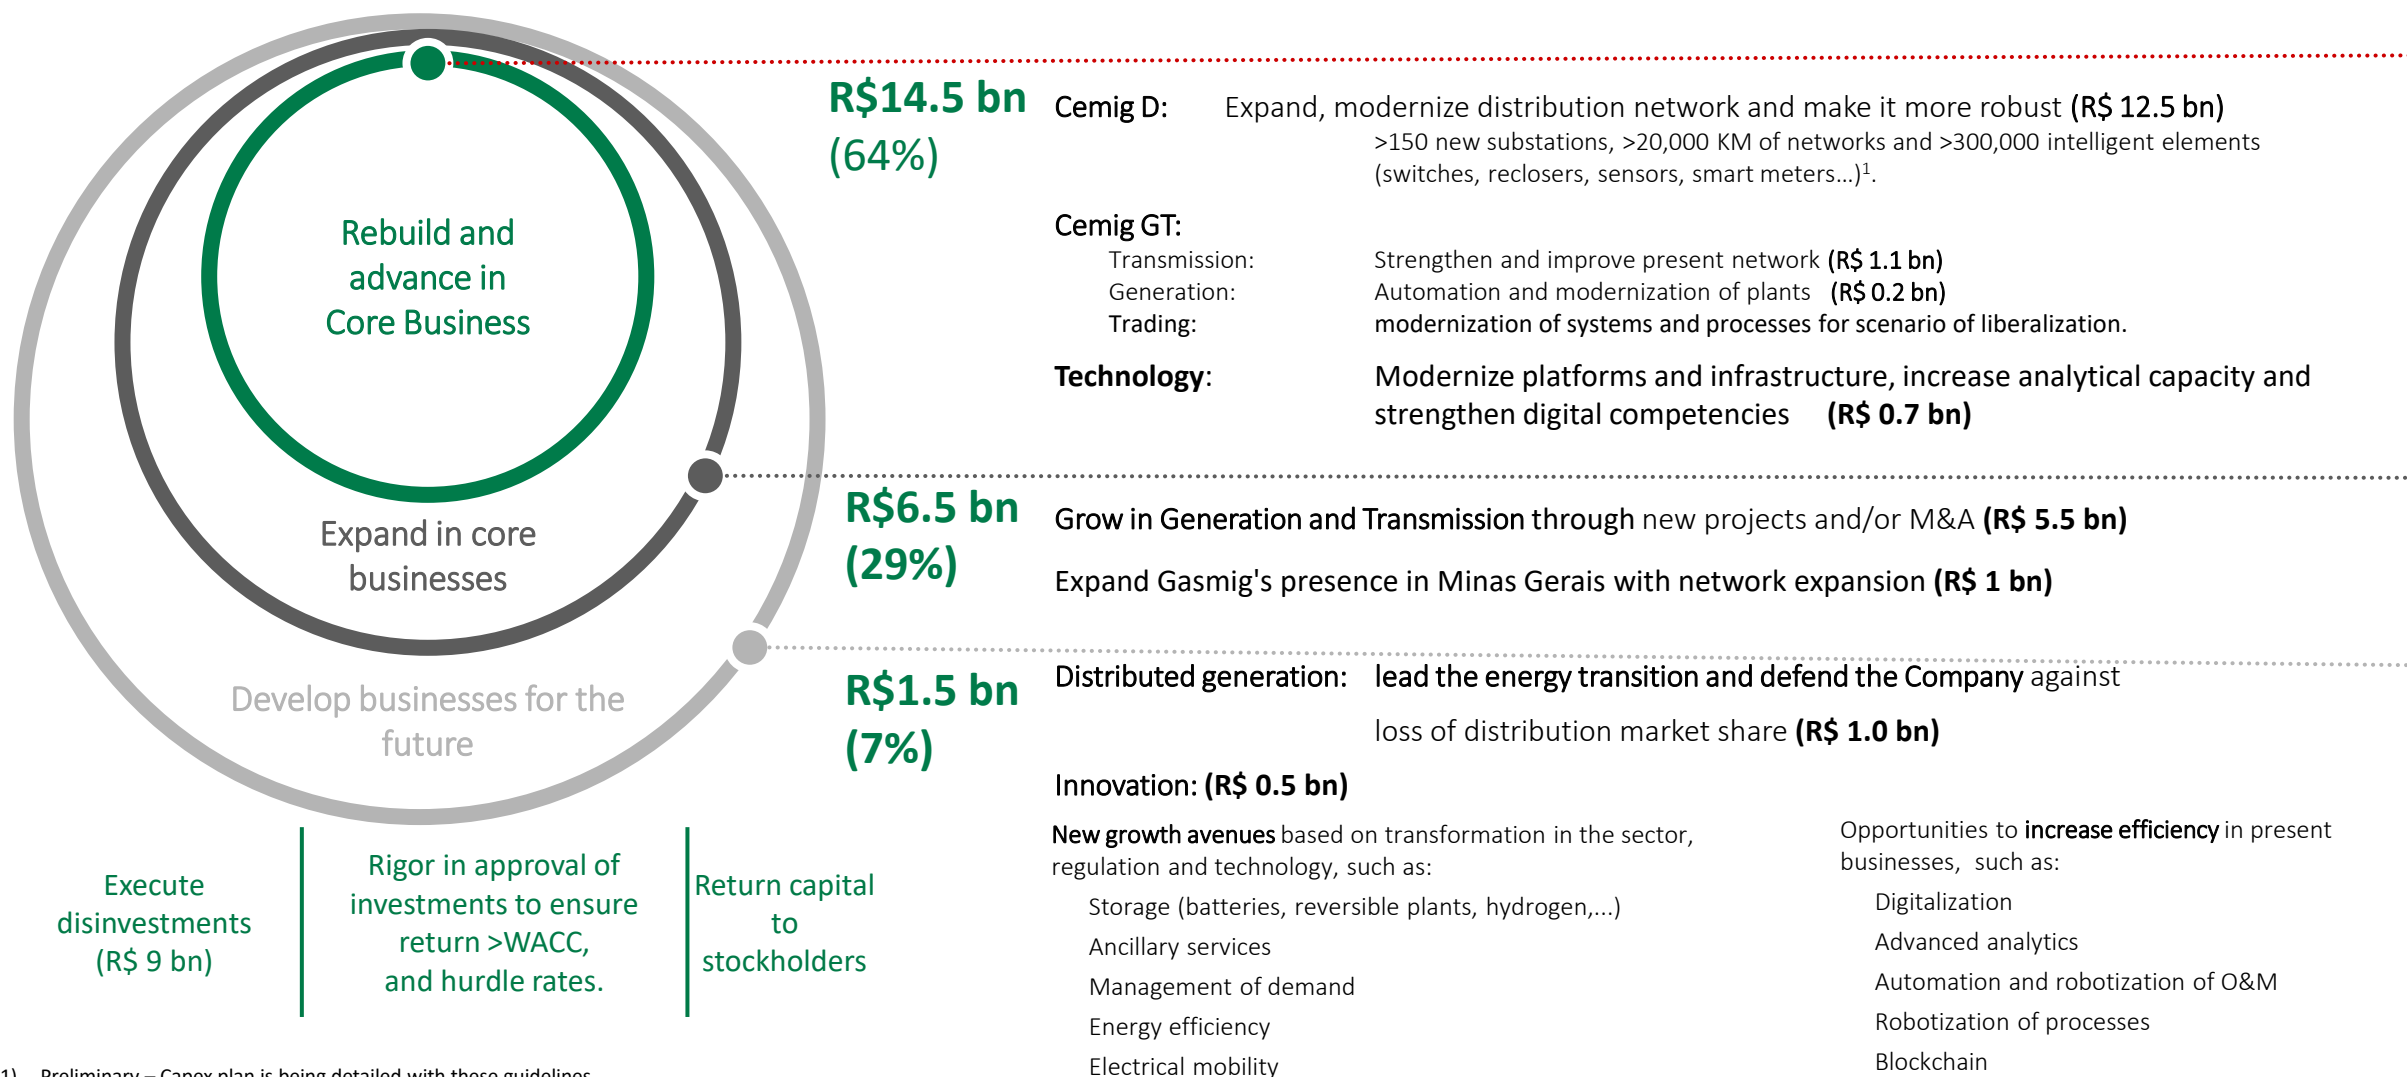 Rebuild and
advance in
Core Business
Expand in core
businesses
Develop businesses for the
future
R$14.5 bn
(64%)
Cemig D: Expand, modernize distribution network and make it more robust (R$ 12.5 bn)
>150 new substations, >20,000 KM of networks and >300,000 intelligent elements
(switches, reclosers, sensors, smart meters...)1.
Cemig GT:
Transmission: Strengthen and improve present network (R$ 1.1 bn)
Generation: Automation and modernization of plants (R$ 0.2 bn)
Trading: modernization of systems and processes for scenario of liberalization.
Technology: Modernize platforms and infrastructure, increase analytical capacity and
strengthen digital competencies (R$ 0.7 bn)
R$6.5 bn
(29%)
Grow in Generation and Transmission through new projects and/or M&A (R$ 5.5 bn)
Expand Gasmig's presence in Minas Gerais with network expansion (R$ 1 bn)
R$1.5 bn
(7%)
Distributed generation: lead the energy transition and defend the Company against
loss of distribution market share (R$ 1.0 bn)
Innovation: (R$ 0.5 bn)
New growth avenues based on transformation in the sector,
regulation and technology, such as:
Storage (batteries, reversible plants, hydrogen,...)
Ancillary services
Management of demand
Energy efficiency
Electrical mobility
Opportunities to increase efficiency in present
businesses, such as:
Digitalization
Advanced analytics
Automation and robotization of O&M
Robotization of processes
Blockchain
Execute
disinvestments
(R$ 9 bn)
Rigor in approval of
investments to ensure
return >WACC,
and hurdle rates.
Return capital
to
stockholders
1) Preliminary – Capex plan is being detailed with these guidelines